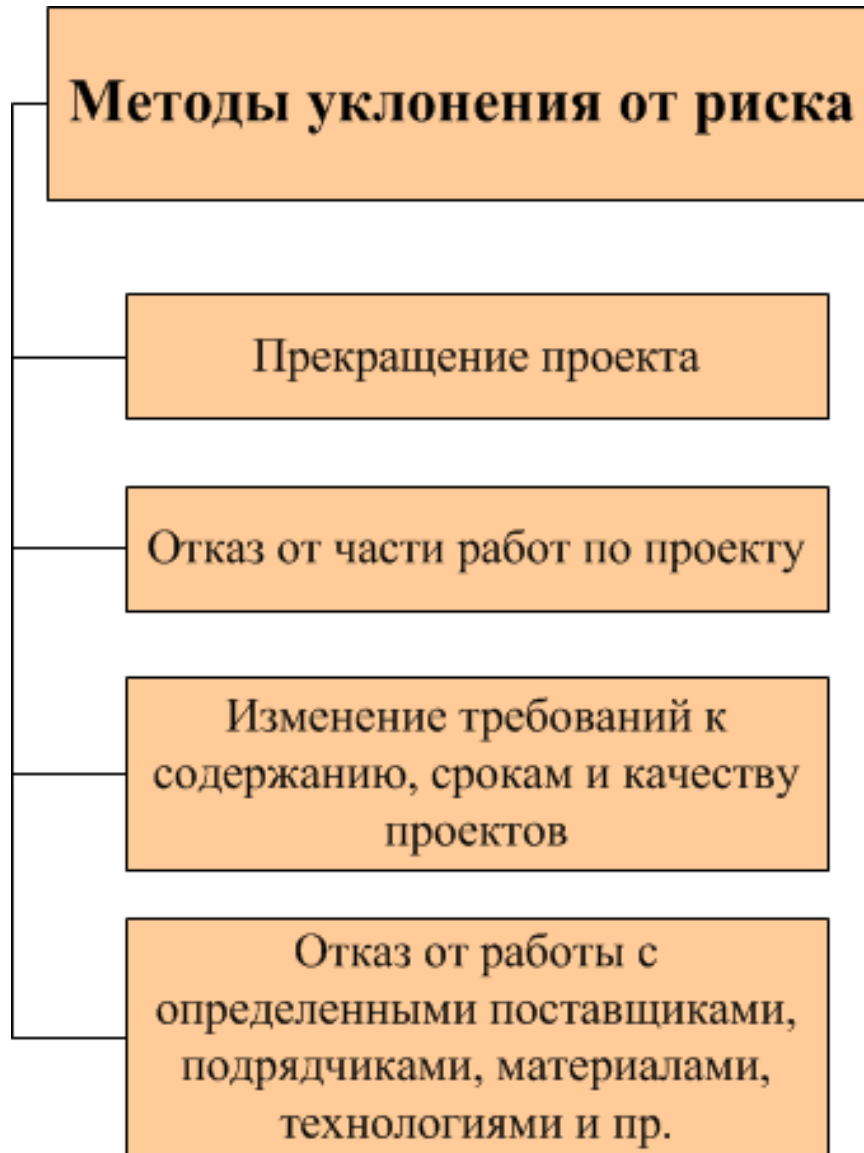 Методы уклонения от риска
Прекращение проекта
Отказ от части работ по проекту
Изменение требований к
содержанию, срокам и качеству
проектов
Отказ от работы с
определенными поставщиками,
подрядчиками, материалами,
технологиями и пр.